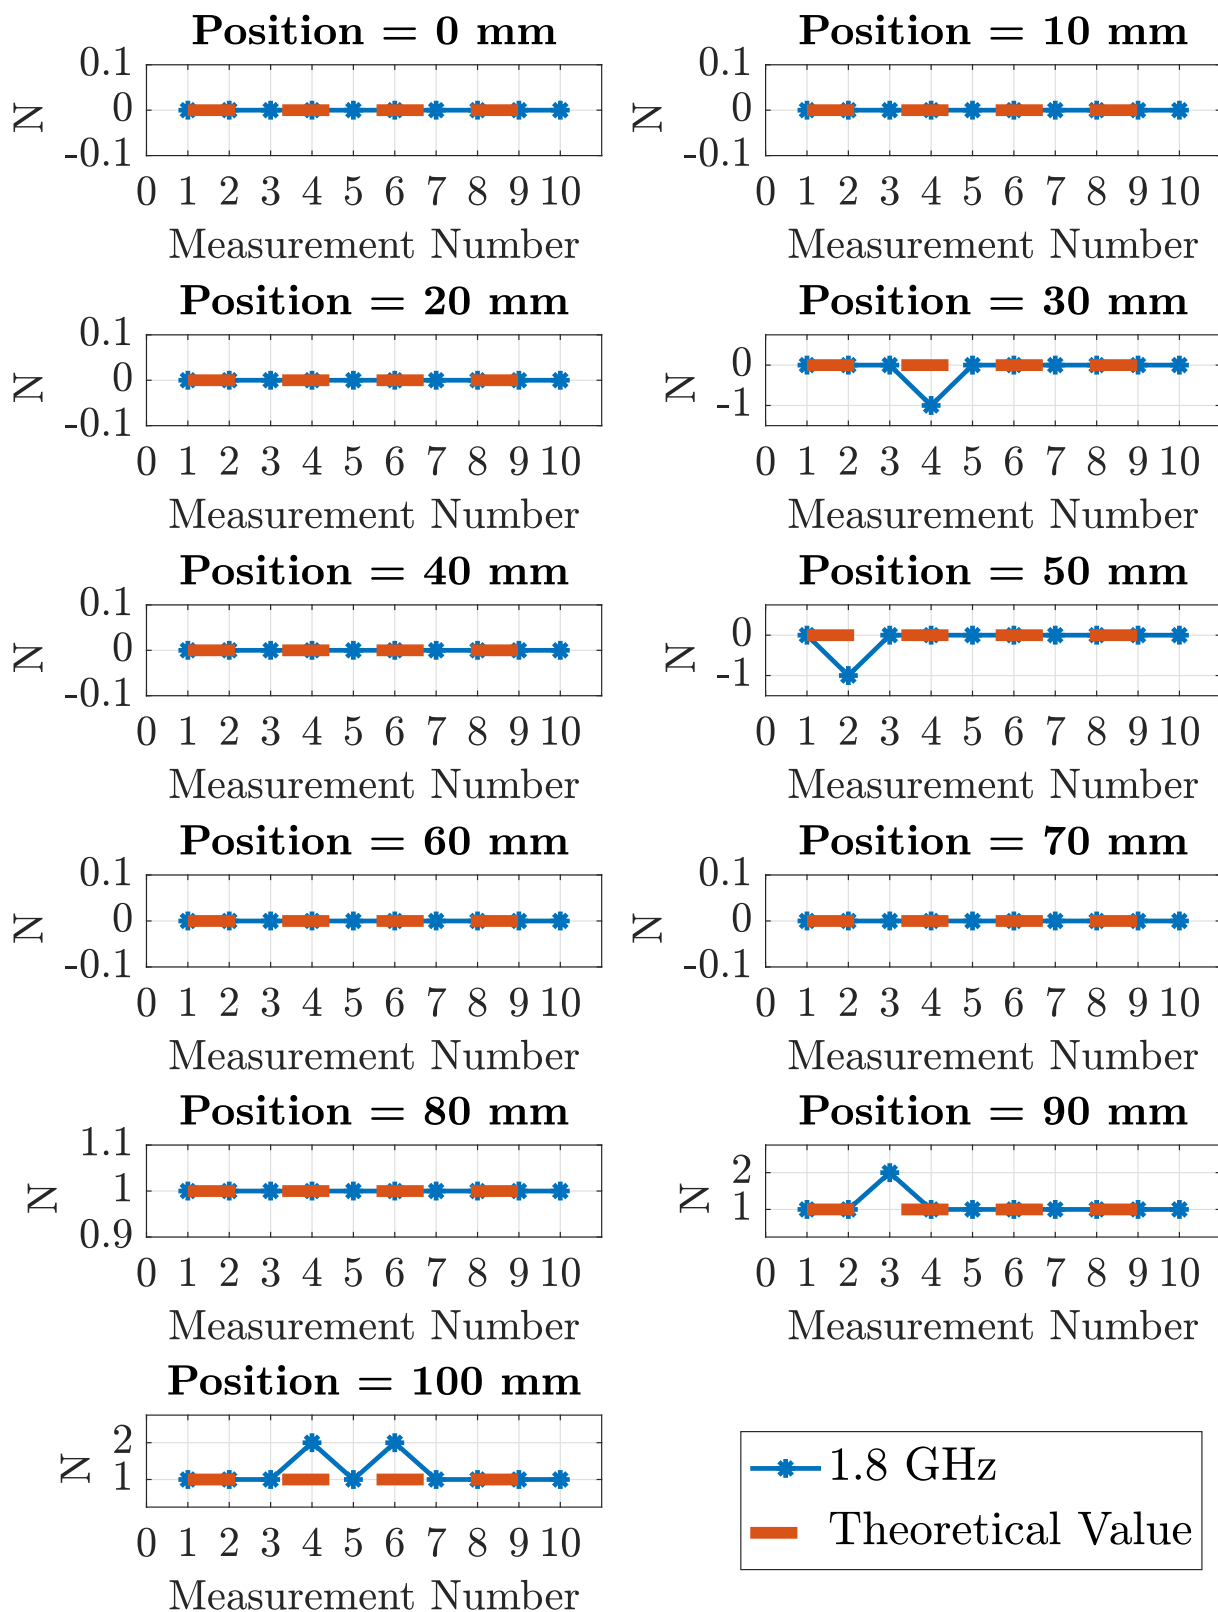 Position = 0 mm
0.1
0
-0.1
N
0 1 2 3 4 5 6 7 8 9 10
Measurement Number
Position = 10 mm
0.1
0
-0.1
N
0 1 2 3 4 5 6 7 8 9 10
Measurement Number
Position = 20 mm
0.1
0
-0.1
N
0 1 2 3 4 5 6 7 8 9 10
Measurement Number
Position = 30 mm
0
-1
N
0 1 2 3 4 5 6 7 8 9 10
Measurement Number
Position = 40 mm
0.1
0
-0.1
N
0 1 2 3 4 5 6 7 8 9 10
Measurement Number
Position = 50 mm
0
-1
N
0 1 2 3 4 5 6 7 8 9 10
Measurement Number
Position = 60 mm
0.1
0
-0.1
N
0 1 2 3 4 5 6 7 8 9 10
Measurement Number
Position = 70 mm
0.1
0
-0.1
N
0 1 2 3 4 5 6 7 8 9 10
Measurement Number
Position = 80 mm
1.1
1
0.9
N
0 1 2 3 4 5 6 7 8 9 10
Measurement Number
Position = 90 mm
2
1
N
0 1 2 3 4 5 6 7 8 9 10
Measurement Number
Position = 100 mm
2
1
N
0 1 2 3 4 5 6 7 8 9 10
Measurement Number
1.8 GHz
Theoretical Value